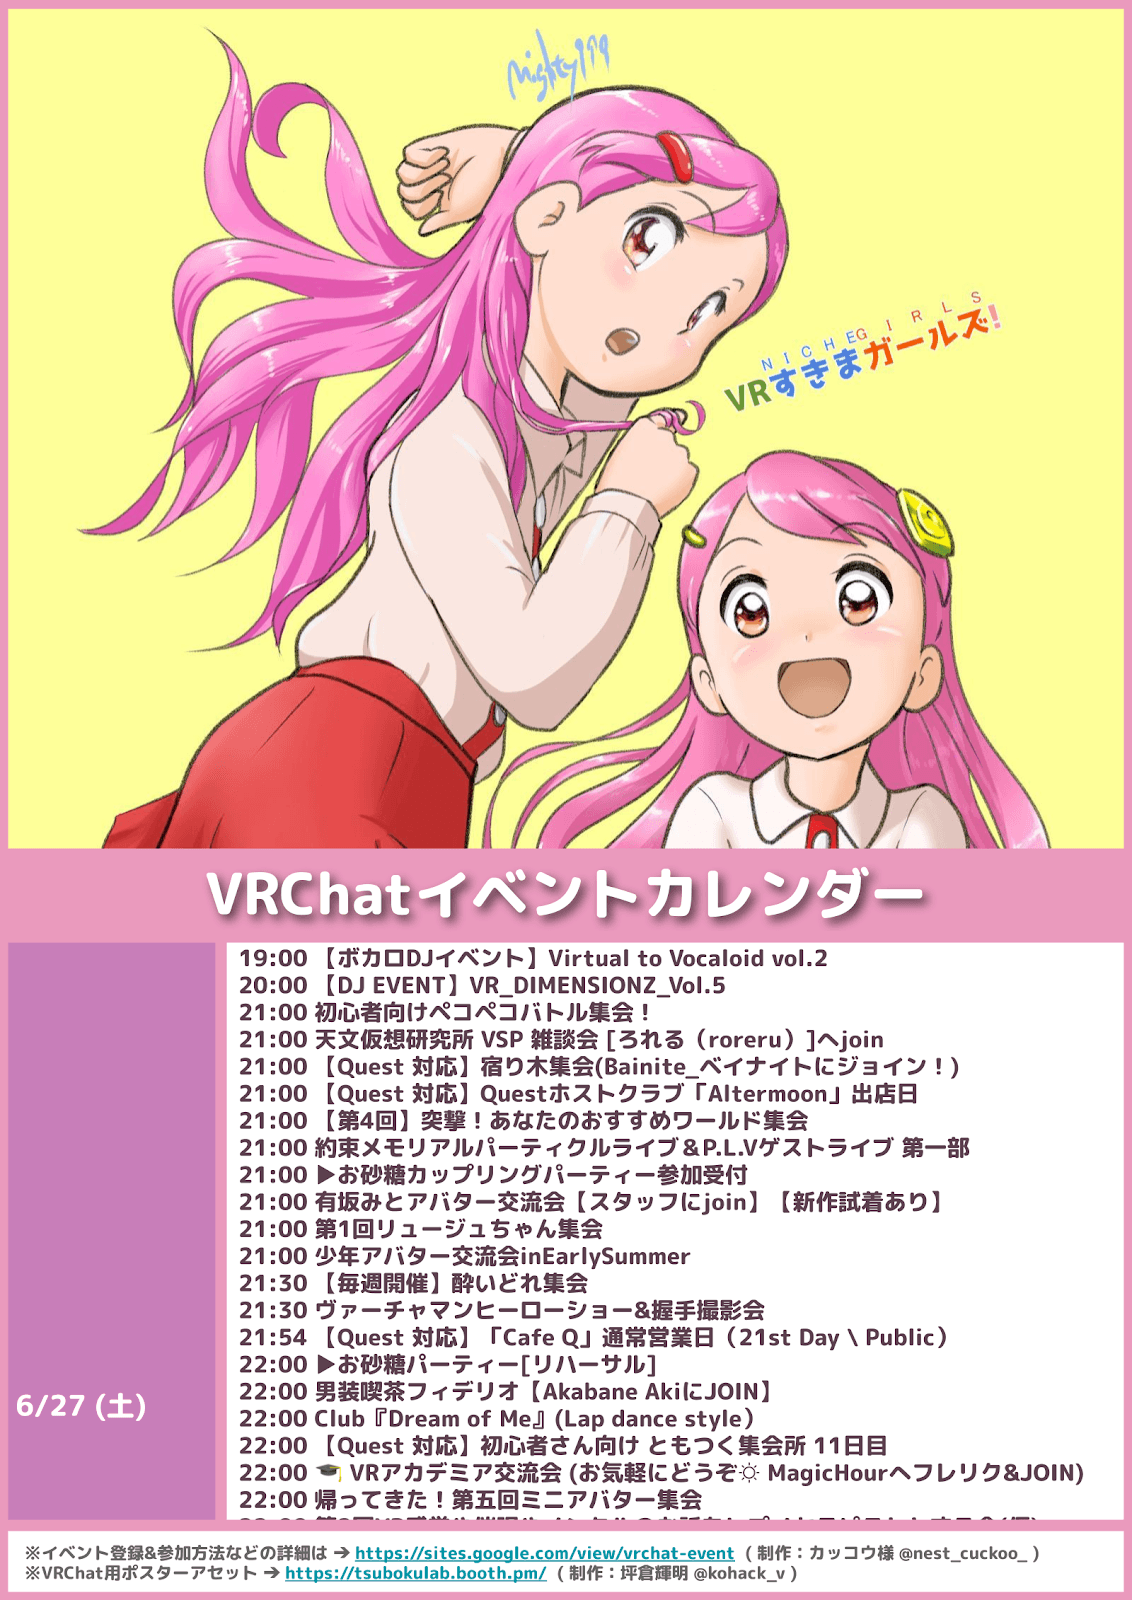 Mighty999
NICHE GIRLS
VRすきまガールズ!
VRChatイベントカレンダー
6/27 (土)
19:00 【ボカロDJイベント】Virtual to Vocaloid vol.2
20:00 【DJ EVENT】VR_DIMENSIONZ_Vol.5
21:00 初心者向けペコペコバトル集会！
21:00 天文仮想研究所 VSP 雑談会 [ろれる（roreru）]へjoin
21:00 【Quest 対応】宿り木集会(Bainite_ベイナイトにジョイン！)
21:00 【Quest 対応】Questホストクラブ「Altermoon」出店日
21:00 【第4回】突撃！あなたのおすすめワールド集会
21:00 約束メモリアルパーティクルライブ＆P.L.Vゲストライブ 第一部
21:00 ▶お砂糖カップリングパーティー参加受付
21:00 有坂みとアバター交流会【スタッフにjoin】【新作試着あり】
21:00 第1回リュージュちゃん集会
21:00 少年アバター交流会inEarlySummer
21:30 【毎週開催】酔いどれ集会
21:30 ヴァーチャマンヒーローショー&握手撮影会
21:54 【Quest 対応】「Cafe Q」通常営業日（21st Day \ Public）
22:00 ▶お砂糖パーティー[リハーサル]
22:00 男装喫茶フィデリオ【Akabane AkiにJOIN】
22:00 Club『Dream of Me』(Lap dance style）
22:00 【Quest 対応】初心者さん向け ともつく集会所 11日目
22:00 🎓 VRアカデミア交流会 (お気軽にどうぞ☼ MagicHourへフレリク&JOIN)
22:00 帰ってきた！第五回ミニアバター集会
※イベント登録&参加方法などの詳細は ➔ https://sites.google.com/view/vrchat-event ( 制作：カッコウ様 @nest_cuckoo_ )
※VRChat用ポスターアセット ➔ https://tsubokulab.booth.pm/ ( 制作：坪倉輝明 @kohack_v )